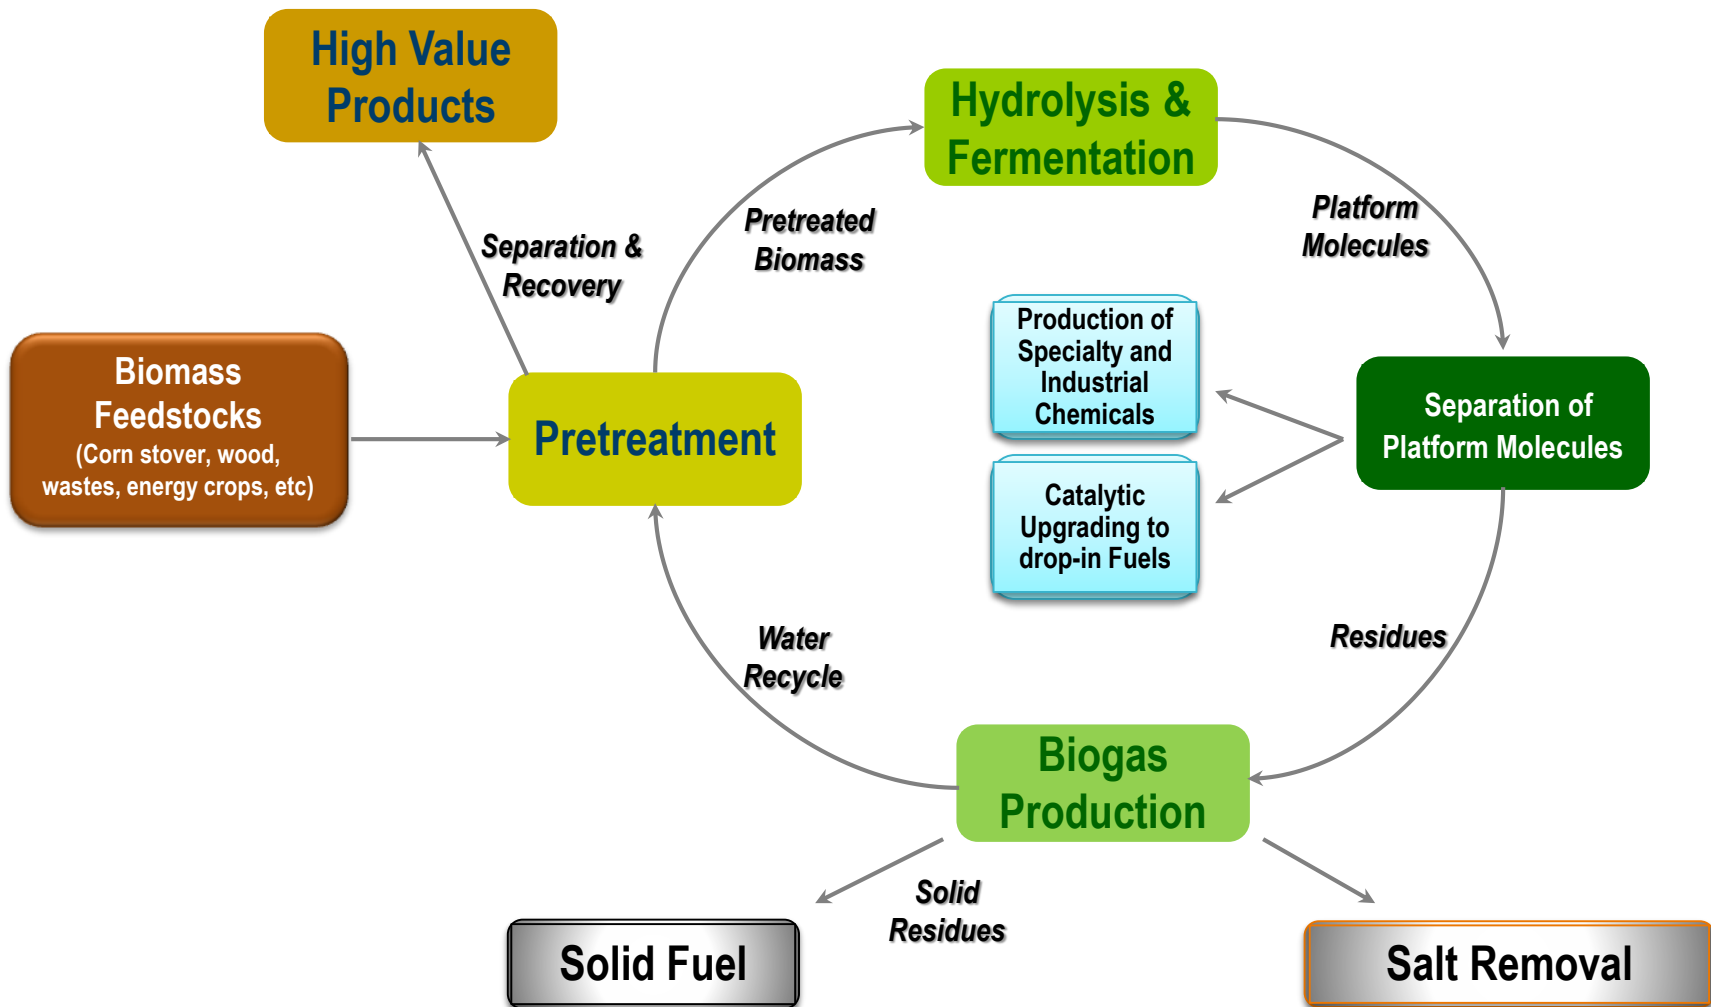 High Value
Products
Hydrolysis &
Fermentation
Pretreated
Biomass
Platform
Molecules
Separation &
Recovery
Production of
Specialty and
Industrial
Chemicals
Biomass
Feedstocks
(Corn stover, wood,
wastes, energy crops, etc)
Pretreatment
Separation of
Platform Molecules
Catalytic
Upgrading to
drop-in Fuels
Water
Recycle
Residues
Biogas
Production
Solid
Residues
Solid Fuel
Salt Removal